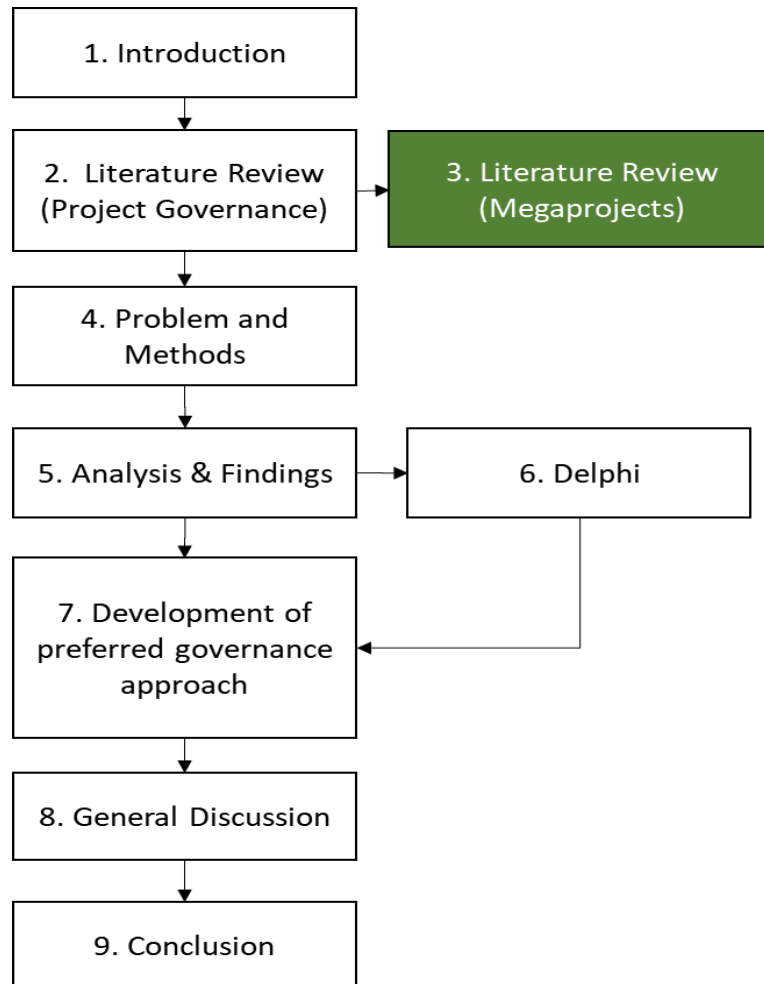 1. Introduction
2. Literature Review
(Project Governance)
3. Literature Review
(Megaprojects)
4. Problem and
Methods
5. Analysis & Findings
6. Delphi
7. Development of
preferred governance
approach
8. General Discussion
9. Conclusion